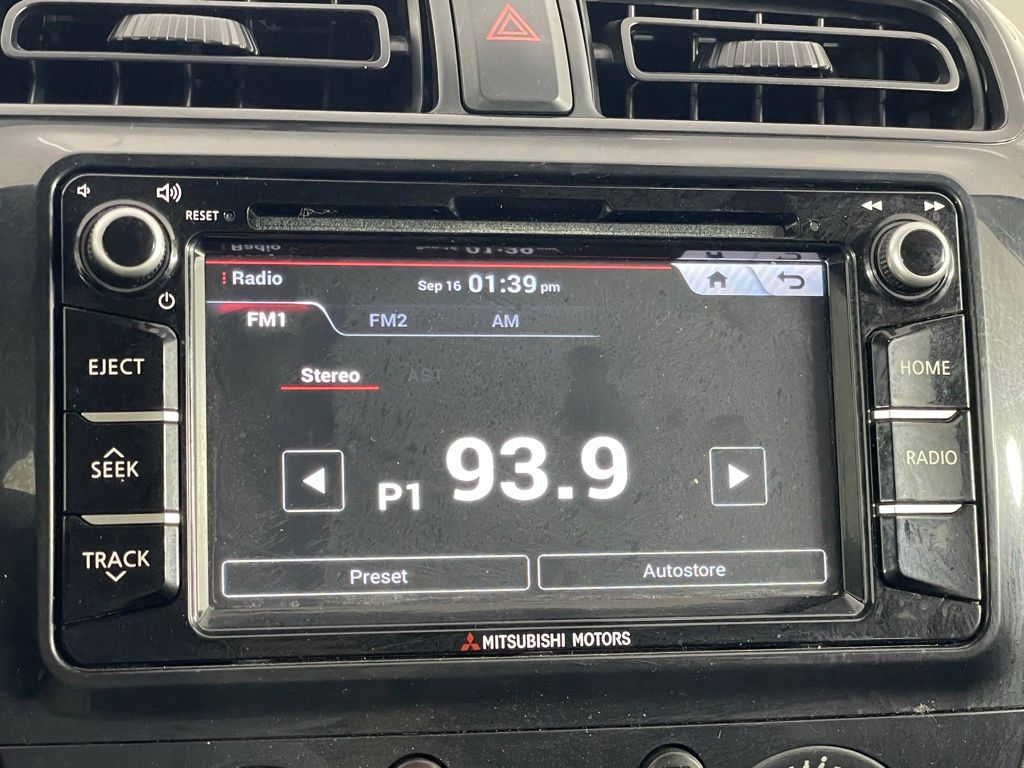 RESET
Radio
Sep 16 01:39 pm
FM1 FM2 AM
Stereo AST
P1 93.9
Preset Autostore
EJECT
SEEK
TRACK
HOME
RADIO
MITSUBISHI MOTORS